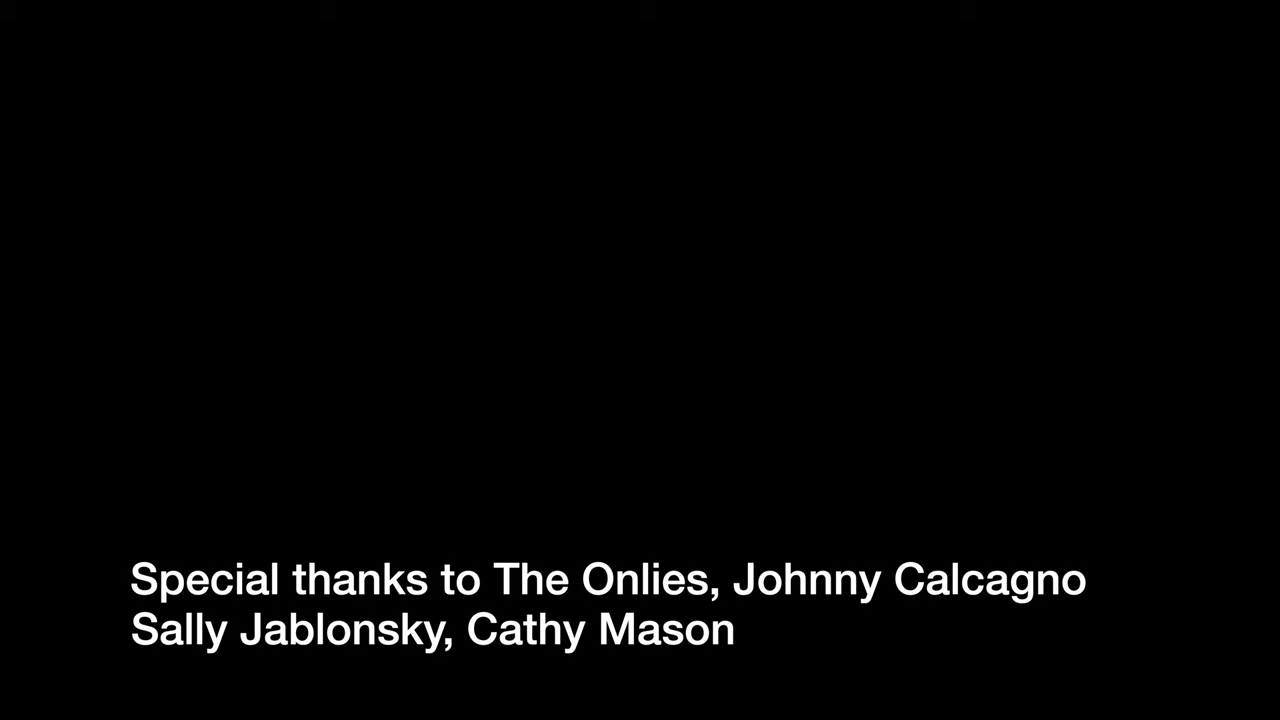 Special thanks to The Onlies, Johnny Calcagno
Sally Jablonsky, Cathy Mason